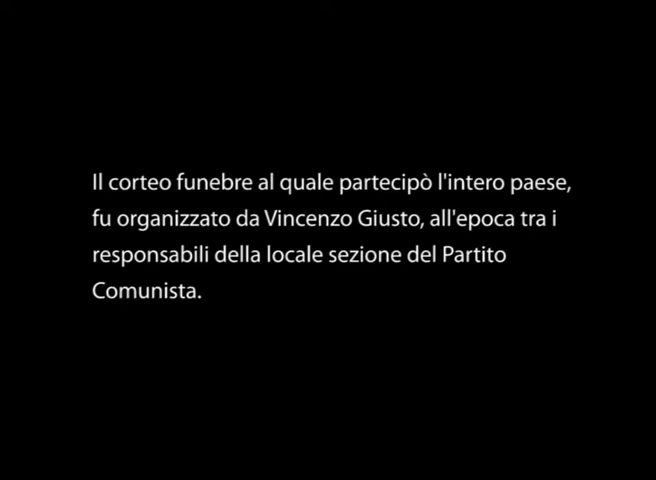 Il corteo funebre al quale partecipò l'intero paese,
fu organizzato da Vincenzo Giusto, all'epoca tra i
responsabili della locale sezione del Partito
Comunista.